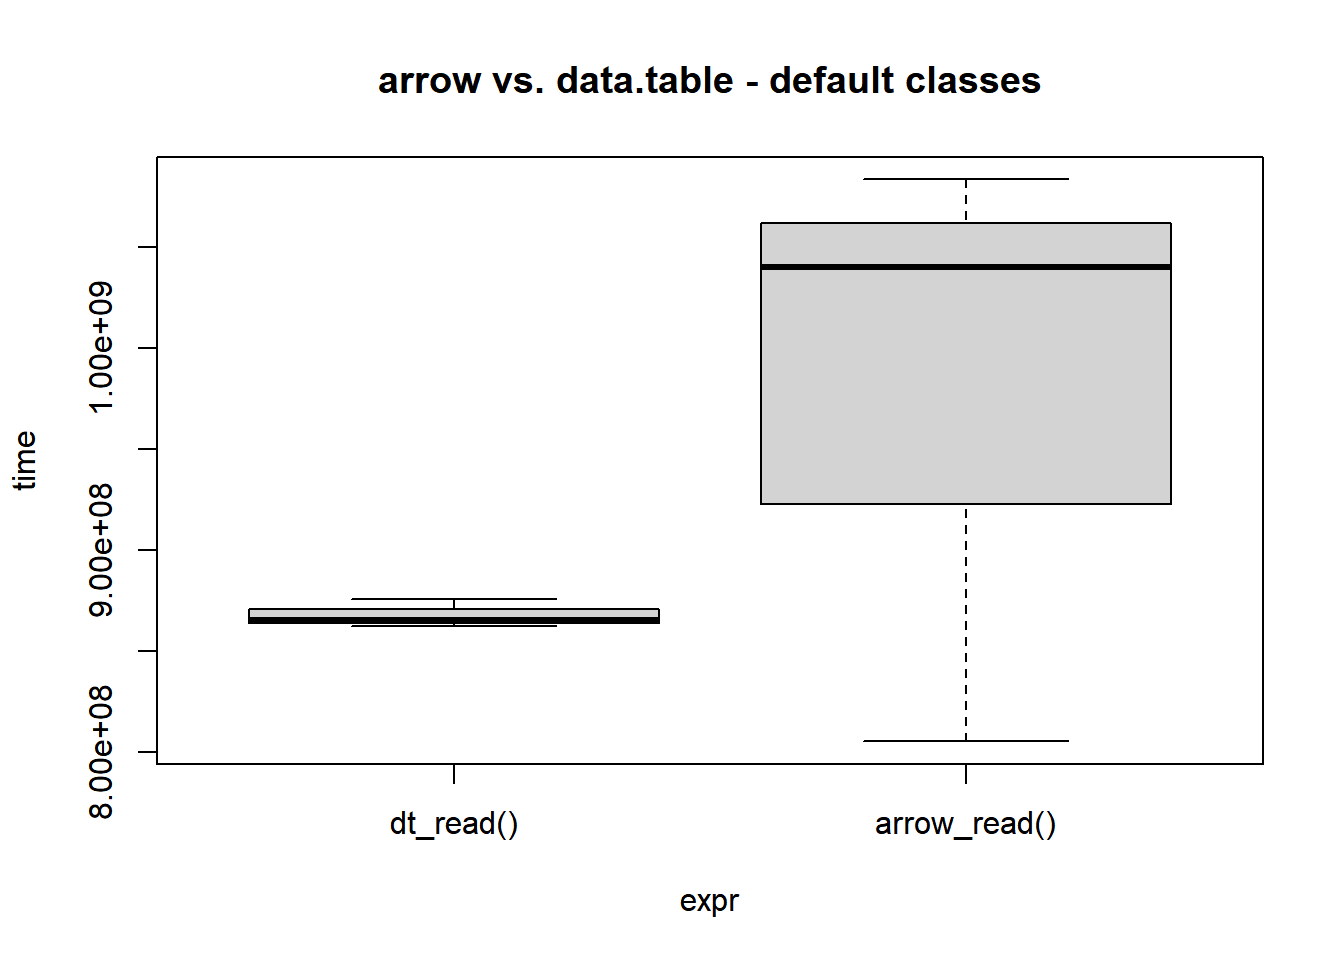 arrow vs. data.table - default classes
time
1.00e+09
9.00e+08
8.00e+08
dt_read()
arrow_read()
expr